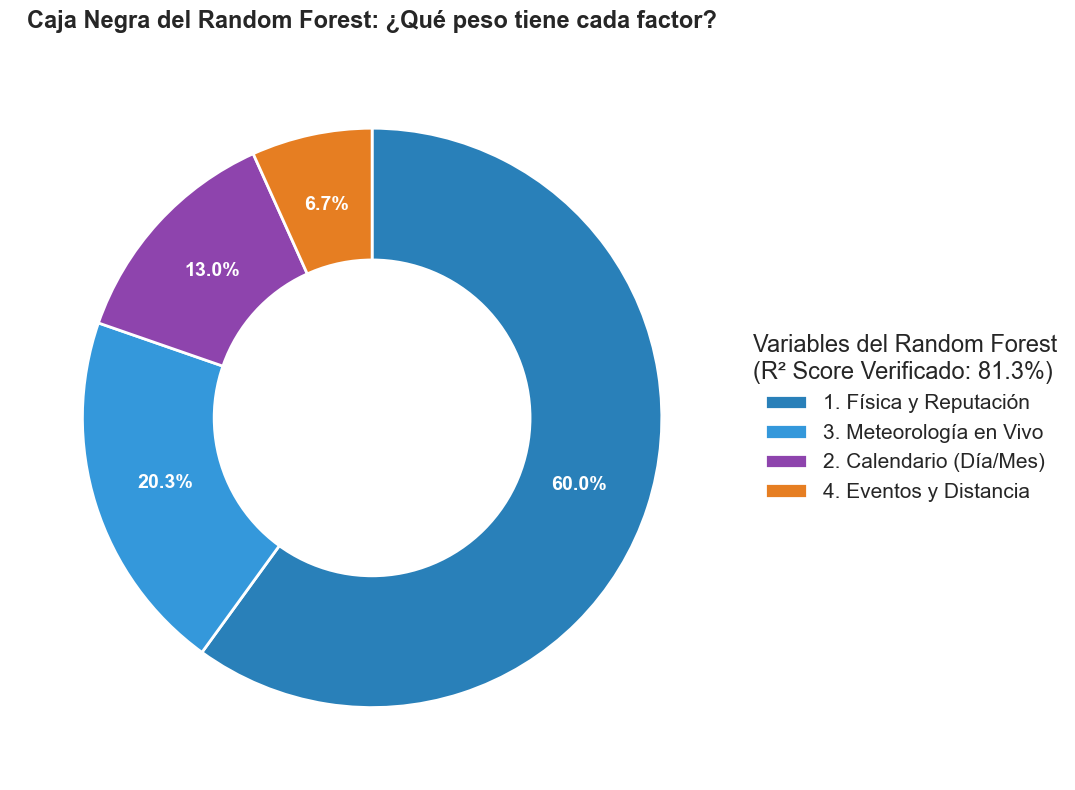 Caja Negra del Random Forest: ¿Qué peso tiene cada factor?
6.7%
13.0%
20.3%
60.0%
Variables del Random Forest
(R² Score Verificado: 81.3%)
1. Física y Reputación
3. Meteorología en Vivo
2. Calendario (Día/Mes)
4. Eventos y Distancia